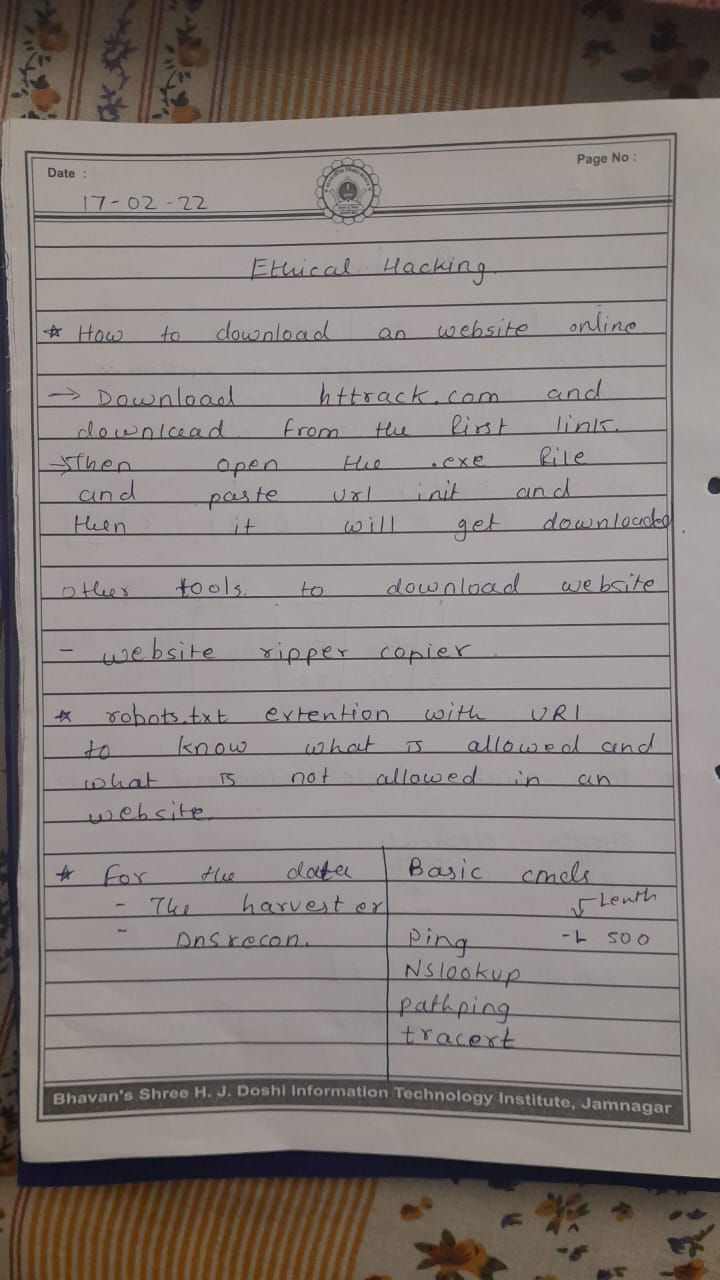 Date :
Page No :
17-02-22
Ethical Hacking
* How to download an website online
→ Download httrack.com and
downlcead from the first link.
→ Then open the .exe file
and paste url init and
then it will get downloaded
other tools. to download website
- website ripper copier
* robots.txt extention with URl
to know what is allowed and
what is not allowed in an
website.
* For the data
- The harvester
- Dnsrecon.
Basic cmds
Lenth
Ping -L 500
Nslookup
pathping
tracert
Bhavan's Shree H. J. Doshi Information Technology Institute, Jamnagar